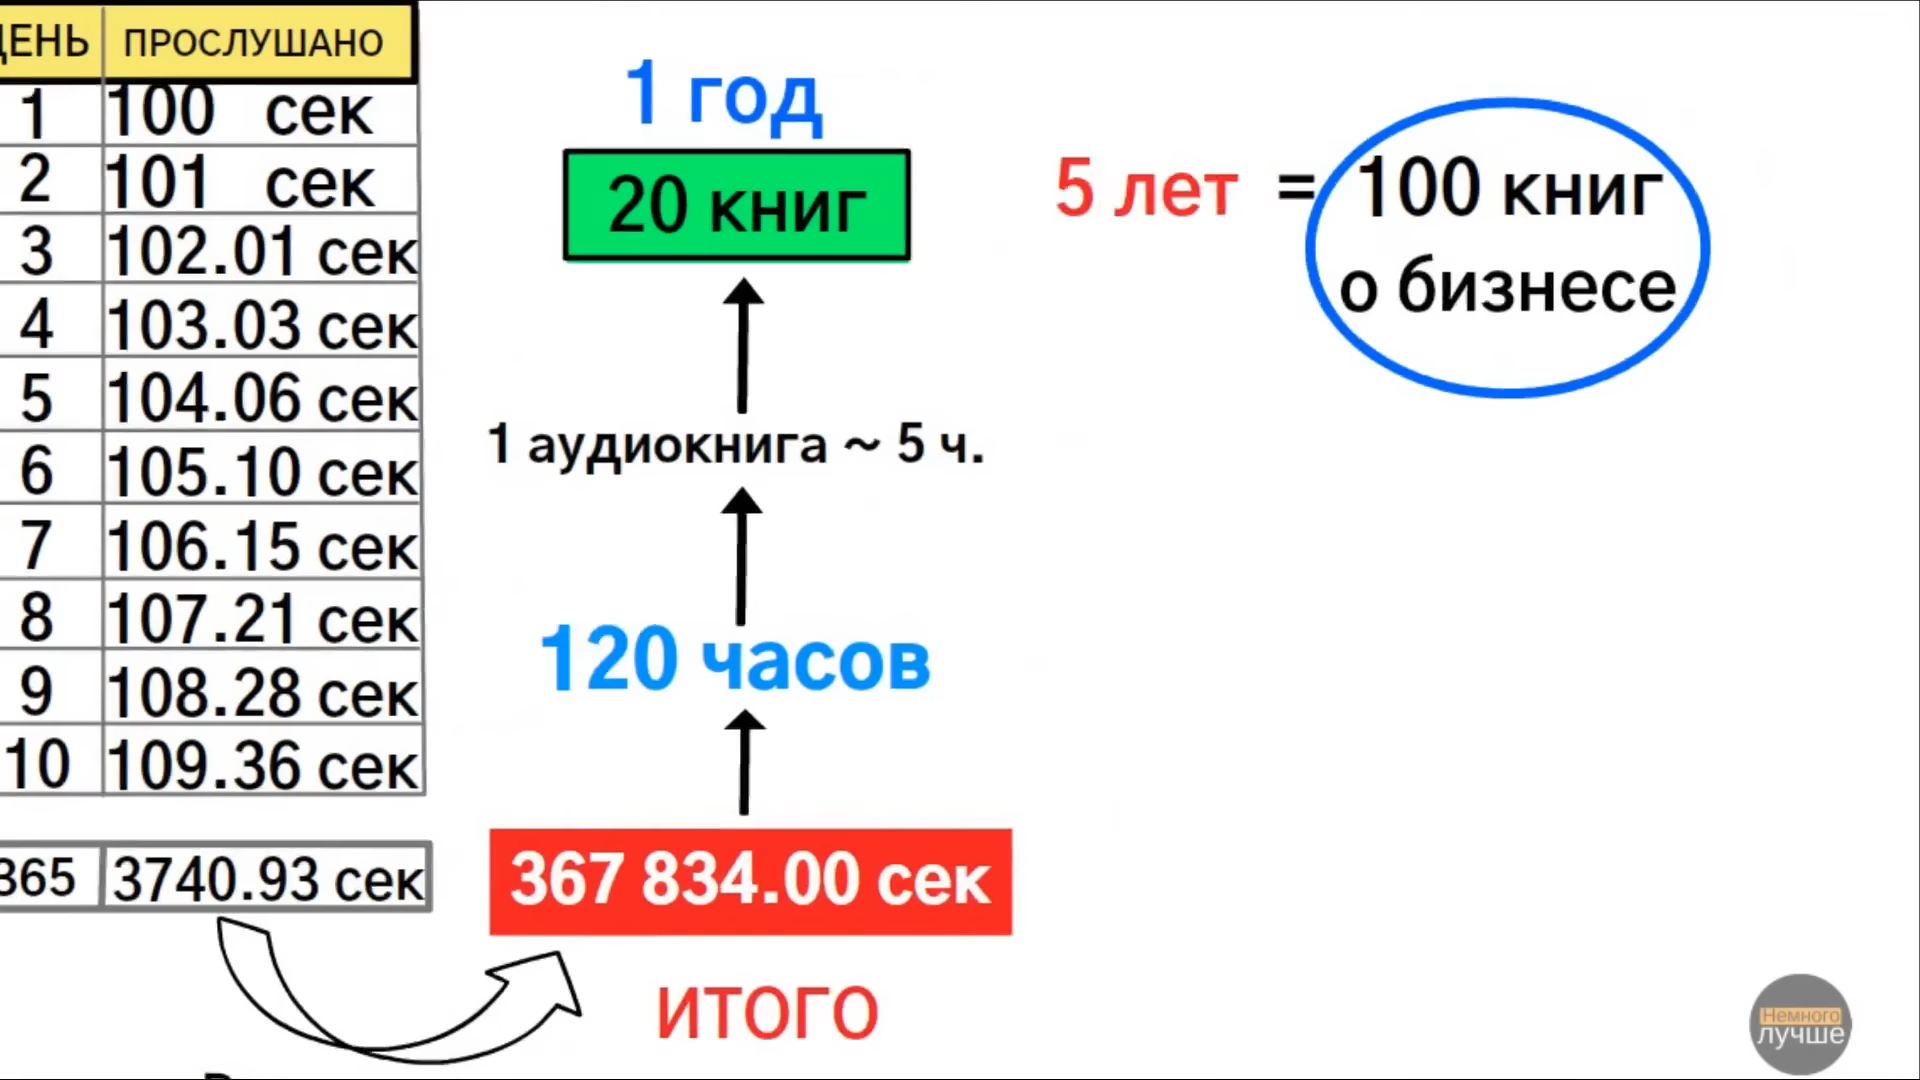 ДЕНЬ ПРОСЛУШАНО
1 100 сек
2 101 сек
3 102.01 сек
4 103.03 сек
5 104.06 сек
6 105.10 сек
7 106.15 сек
8 107.21 сек
9 108.28 сек
10 109.36 сек
365 3740.93 сек
1 год
20 книг
1 аудиокнига ~ 5 ч.
120 часов
367 834.00 сек
ИТОГО
5 лет = 100 книг
о бизнесе
Немного
лучше